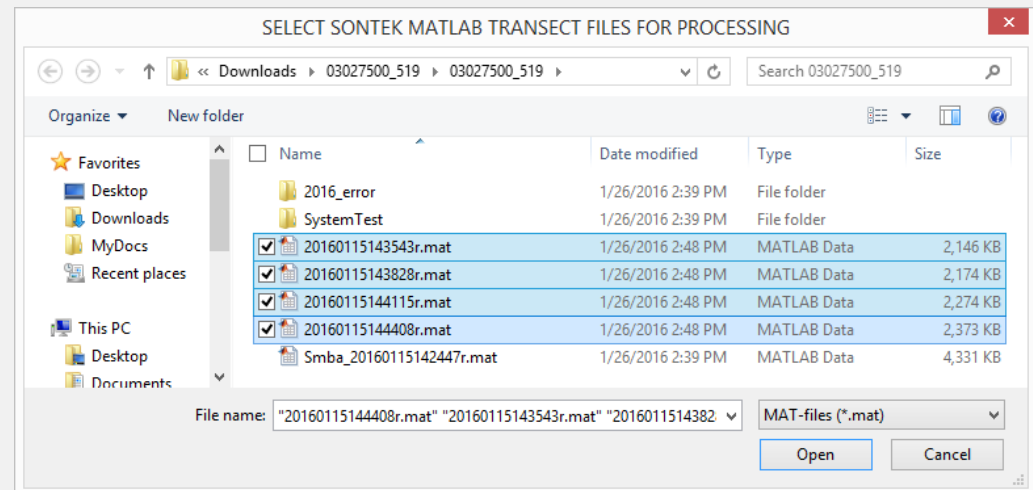 SELECT SONTEK MATLAB TRANSECT FILES FOR PROCESSING
« Downloads 03027500_519 03027500_519
Search 03027500_519
Organize New folder
Name Date modified Type Size
Favorites
Desktop
Downloads
MyDocs
Recent places
This PC
Desktop
Documents
2016_error 1/26/2016 2:39 PM File folder
SystemTest 1/26/2016 2:39 PM File folder
20160115143543r.mat 1/26/2016 2:48 PM MATLAB Data 2,146 KB
20160115143828r.mat 1/26/2016 2:48 PM MATLAB Data 2,174 KB
20160115144115r.mat 1/26/2016 2:48 PM MATLAB Data 2,274 KB
20160115144408r.mat 1/26/2016 2:48 PM MATLAB Data 2,373 KB
Smba_20160115142447r.mat 1/26/2016 2:39 PM MATLAB Data 4,331 KB
File name: "20160115144408r.mat" "20160115143543r.mat" "2016011514382
MAT-files (*.mat)
Open Cancel